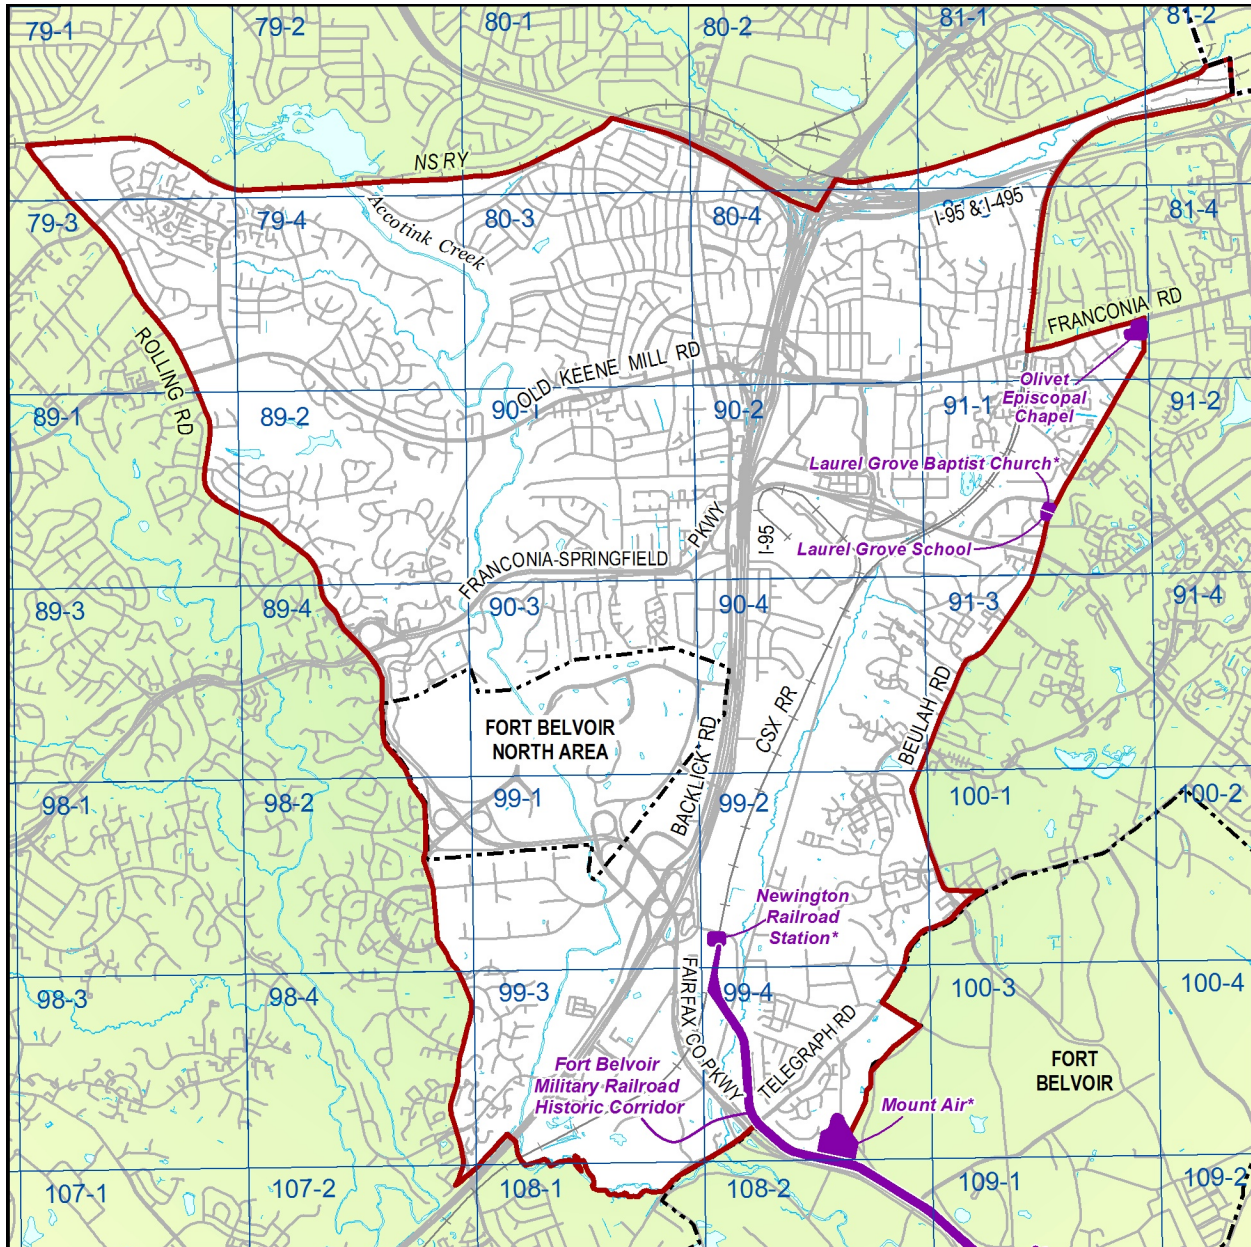 79-1
79-2
80-1
80-2
81-1
81-2
NS RY
Accotink Creek
79-3
79-4
80-3
80-4
I-95 & I-495
81-3
81-4
FRANCONIA RD
ROLLING RD
OLD KEENE MILL RD
Olivet
Episcopal
Chapel
89-1
89-2
90-1
90-2
91-1
91-2
Laurel Grove Baptist Church*
PKWY
I-95
Laurel Grove School
FRANCONIA-SPRINGFIELD
89-3
89-4
90-3
90-4
91-3
91-4
FORT BELVOIR
NORTH AREA
BACKLICK RD
CSX RR
BEULAH RD
98-1
98-2
99-1
99-2
100-1
100-2
Newington
Railroad
Station*
98-3
98-4
99-3
99-4
100-3
100-4
FAIRFAX CO PKWY
TELEGRAPH RD
Fort Belvoir
Military Railroad
Historic Corridor
FORT
BELVOIR
Mount Air*
107-1
107-2
108-1
108-2
109-1
109-2